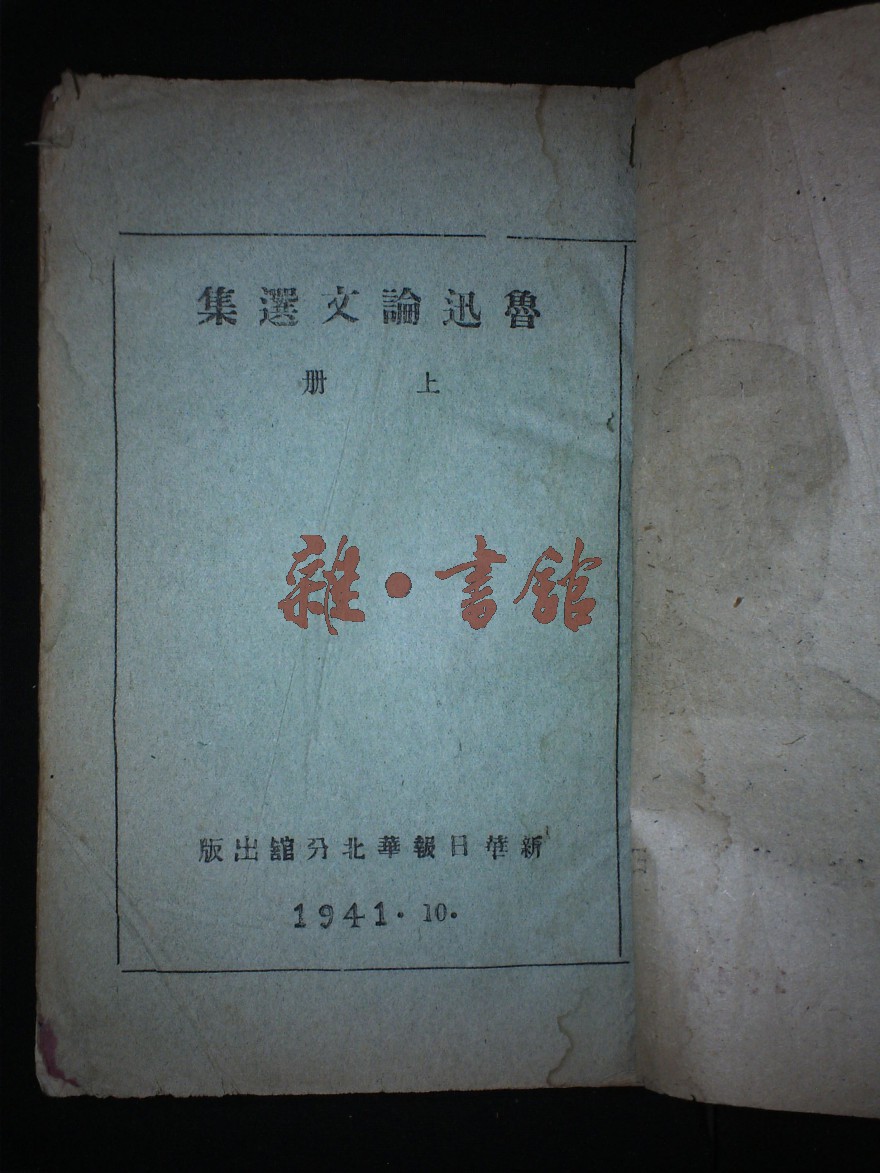 魯迅論文選集
上册
雜·書館
新華日報華北分館出版
1941.10.